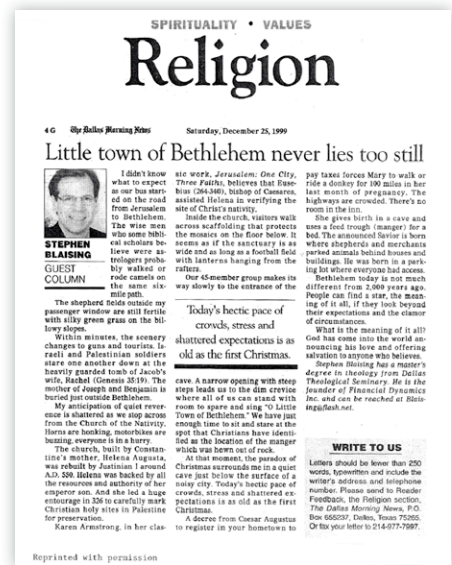 SPIRITUALITY • VALUES
Religion
4 G The Dallas Morning News Saturday, December 25, 1999
Little town of Bethlehem never lies too still
STEPHEN
BLAISING
GUEST
COLUMN
I didn't know
what to expect
as our bus start-
ed on the road
from Jerusalem
to Bethlehem.
The wise men
who some bibli-
cal scholars be-
lieve were as-
trologers proba-
bly walked or
rode camels on
the same six-
mile path.
The shepherd fields outside my
passenger window are still fertile
with silky green grass on the bil-
lowy slopes.
Within minutes, the scenery
changes to guns and tourists. Is-
raeli and Palestinian soldiers
stare one another down at the
heavily guarded tomb of Jacob's
wife, Rachel (Genesis 35:19). The
mother of Joseph and Benjamin is
buried just outside Bethlehem.
My anticipation of quiet rever-
ence is shattered as we stop across
from the Church of the Nativity.
Horns are honking, motorbikes are
buzzing, everyone is in a hurry.
The church, built by Constan-
tine's mother, Helena Augusta,
was rebuilt by Justinian I around
A.D. 550. Helena was backed by all
the resources and authority of her
emperor son. And she led a huge
entourage in 326 to carefully mark
Christian holy sites in Palestine
for preservation.
Karen Armstrong, in her clas-
sic work, Jerusalem: One City,
Three Faiths, believes that Euse-
bius (264-340), bishop of Caesarea,
assisted Helena in verifying the
site of Christ's nativity.
Inside the church, visitors walk
across scaffolding that protects
the mosaics on the floor below. It
seems as if the sanctuary is as
wide and as long as a football field
with lanterns hanging from the
rafters.
Our 45-member group makes its
way slowly to the entrance of the
Today's hectic pace of
crowds, stress and
shattered expectations is as
old as the first Christmas.
cave. A narrow opening with steep
steps leads us to the dim crevice
where all of us can stand with
room to spare and sing "O Little
Town of Bethlehem." We have just
enough time to sit and stare at the
spot that Christians have identi-
fied as the location of the manger
which was hewn out of rock.
At that moment, the paradox of
Christmas surrounds me in a quiet
cave just below the surface of a
noisy city. Today's hectic pace of
crowds, stress and shattered ex-
pectations is as old as the first
Christmas.
A decree from Caesar Augustus
to register in your hometown to
pay taxes forces Mary to walk or
ride a donkey for 100 miles in her
last month of pregnancy. The
highways are crowded. There's no
room in the inn.
She gives birth in a cave and
uses a feed trough (manger) for a
bed. The announced Savior is born
where shepherds and merchants
parked animals behind houses and
buildings. He was born in a park-
ing lot where everyone had access.
Bethlehem today is not much
different from 2,000 years ago.
People can find a star, the mean-
ing of it all, if they look beyond
their expectations and the clamor
of circumstances.
What is the meaning of it all?
God has come into the world an-
nouncing his love and offering
salvation to anyone who believes.
Stephen Blaising has a master's
degree in theology from Dallas
Theological Seminary. He is the
founder of Financial Dynamics
Inc. and can be reached at Blais-
ing@flash.net.
WRITE TO US
Letters should be fewer than 250
words, typewritten and include the
writer's address and telephone
number. Please send to Reader
Feedback, the Religion section,
The Dallas Morning News, P.O.
Box 655237, Dallas, Texas 75265.
Or fax your letter to 214-977-7997.
Reprinted with permission